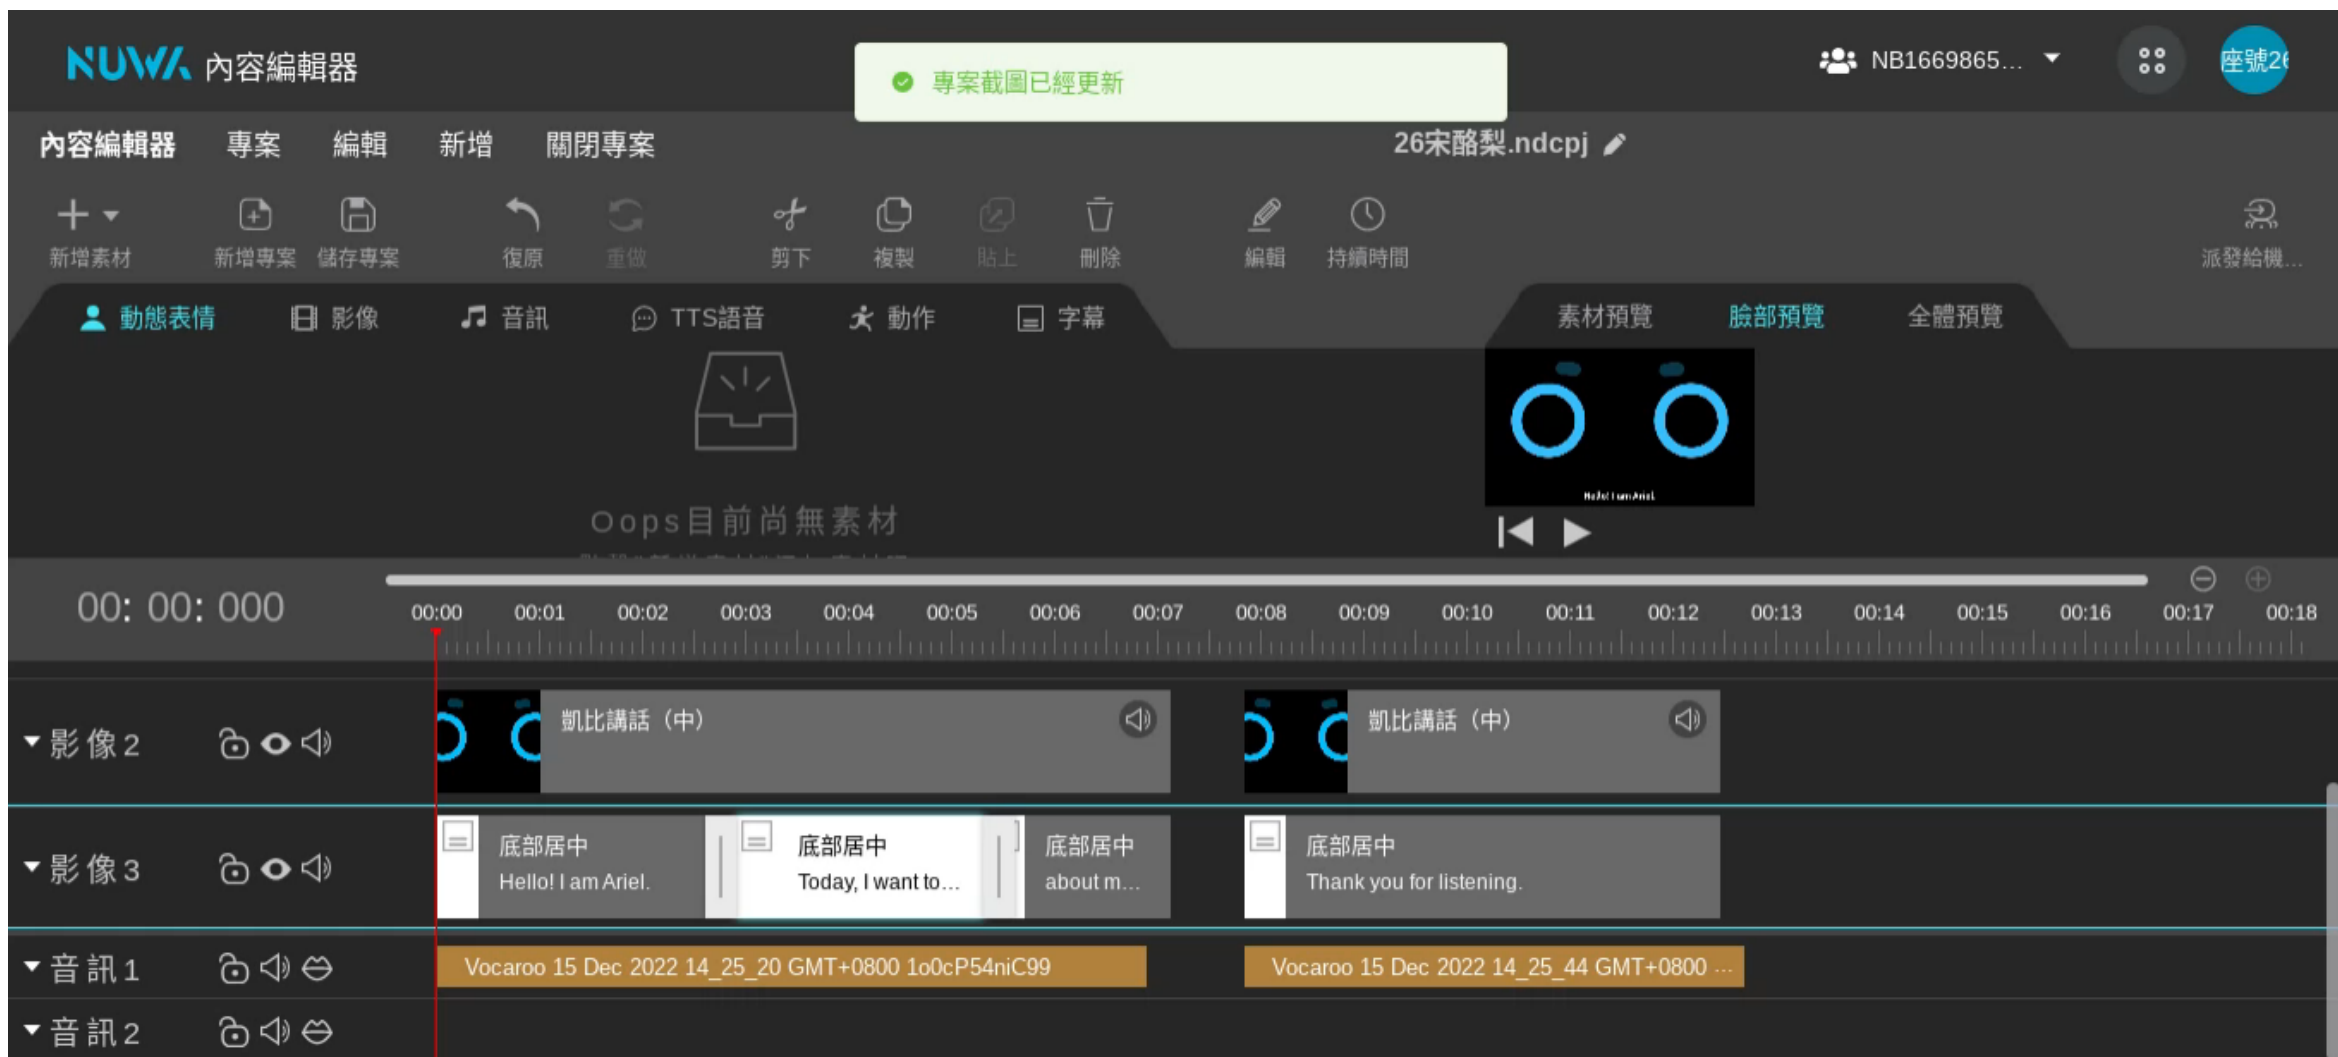 NUWA 內容編輯器
專案截圖已經更新
NB1669865...
座號26
內容編輯器 專案 編輯 新增 關閉專案
26宋酪梨.ndcpj
新增素材 新增專案 儲存專案 復原 重做 剪下 複製 貼上 刪除 編輯 持續時間 派發給機...
動態表情 影像 音訊 TTS語音 動作 字幕
素材預覽 臉部預覽 全體預覽
Hello! I am Ariel.
Oops目前尚無素材
00: 00: 000
00:00 00:01 00:02 00:03 00:04 00:05 00:06 00:07 00:08 00:09 00:10 00:11 00:12 00:13 00:14 00:15 00:16 00:17 00:18
影像2
凱比講話（中）
凱比講話（中）
影像3
底部居中
Hello! I am Ariel.
底部居中
Today, I want to...
底部居中
about m...
底部居中
Thank you for listening.
音訊1
Vocaroo 15 Dec 2022 14_25_20 GMT+0800 1o0cP54niC99
Vocaroo 15 Dec 2022 14_25_44 GMT+0800 ...
音訊2